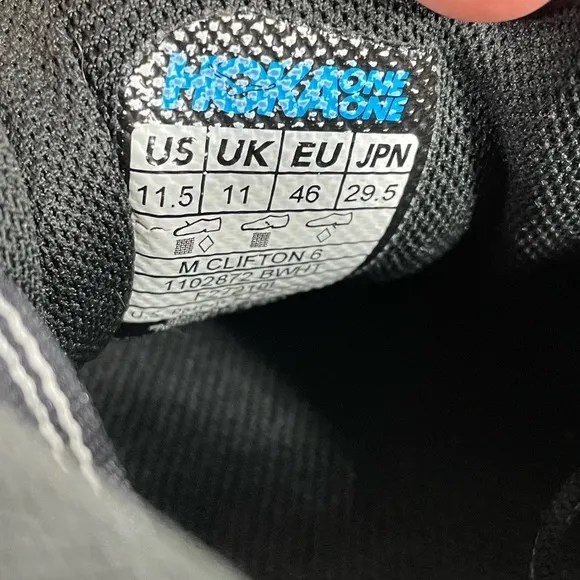 HOKA ONE ONE
US UK EU JPN
11.5 11 46 29.5
M CLIFTON 6
1102872 BWHT